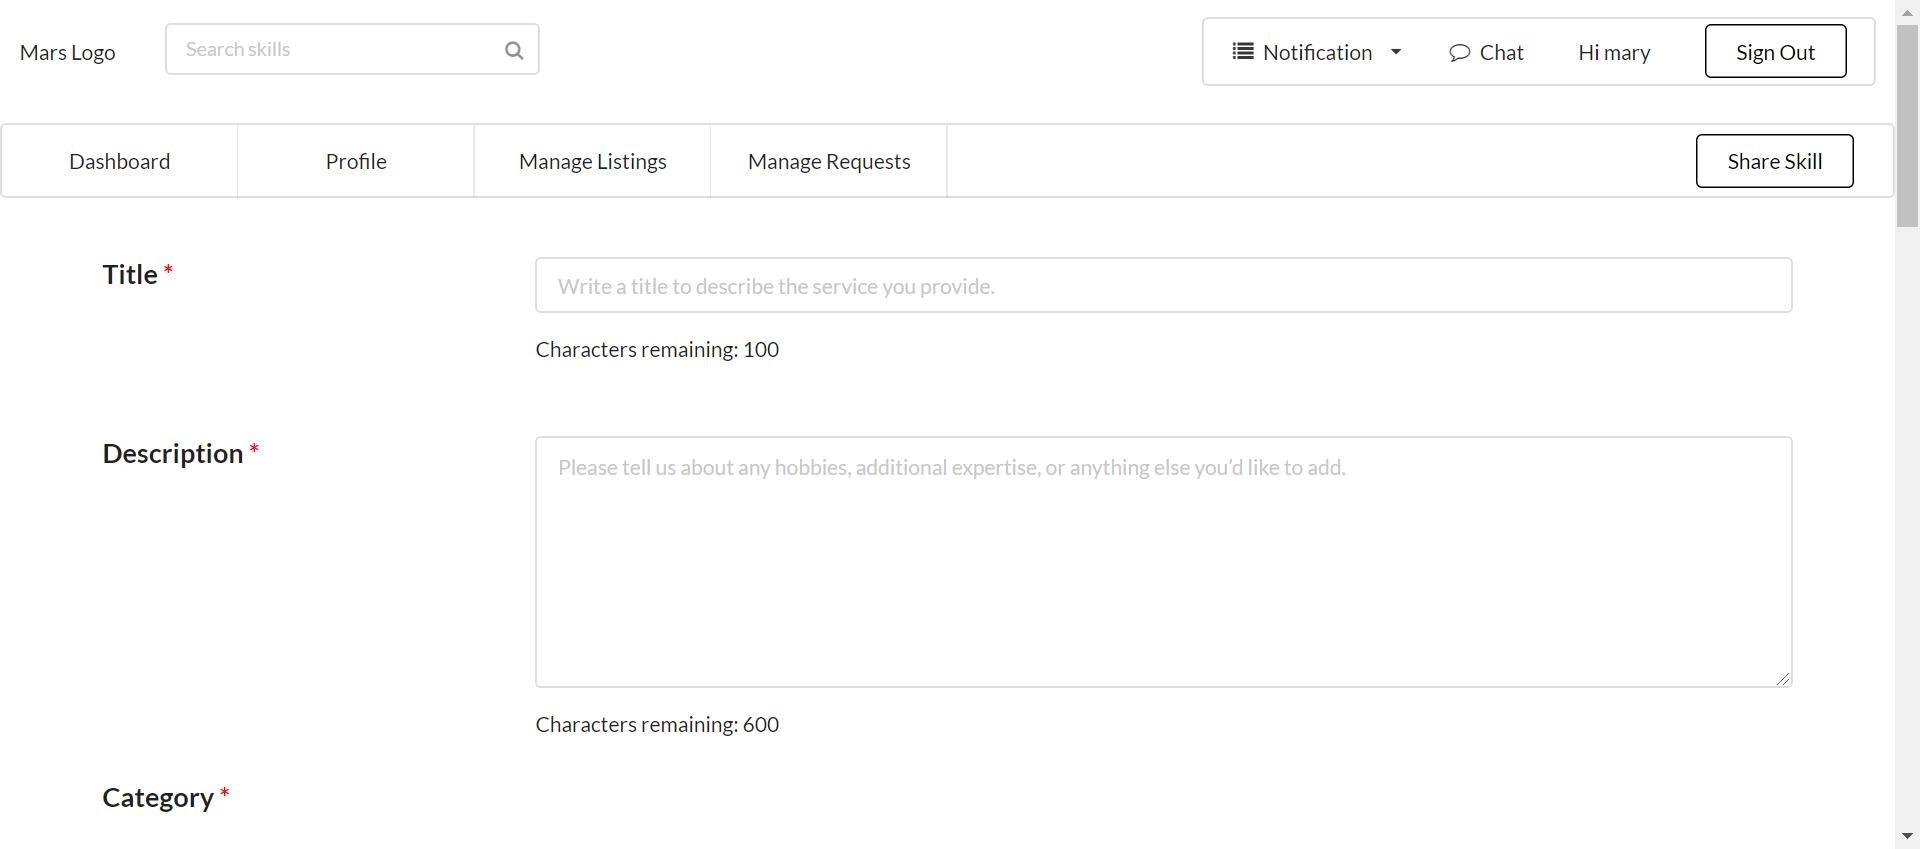 Mars Logo
Search skills
Notification
Chat
Hi mary
Sign Out
Dashboard
Profile
Manage Listings
Manage Requests
Share Skill
Title *
Write a title to describe the service you provide.
Characters remaining: 100
Description *
Please tell us about any hobbies, additional expertise, or anything else you’d like to add.
Characters remaining: 600
Category *